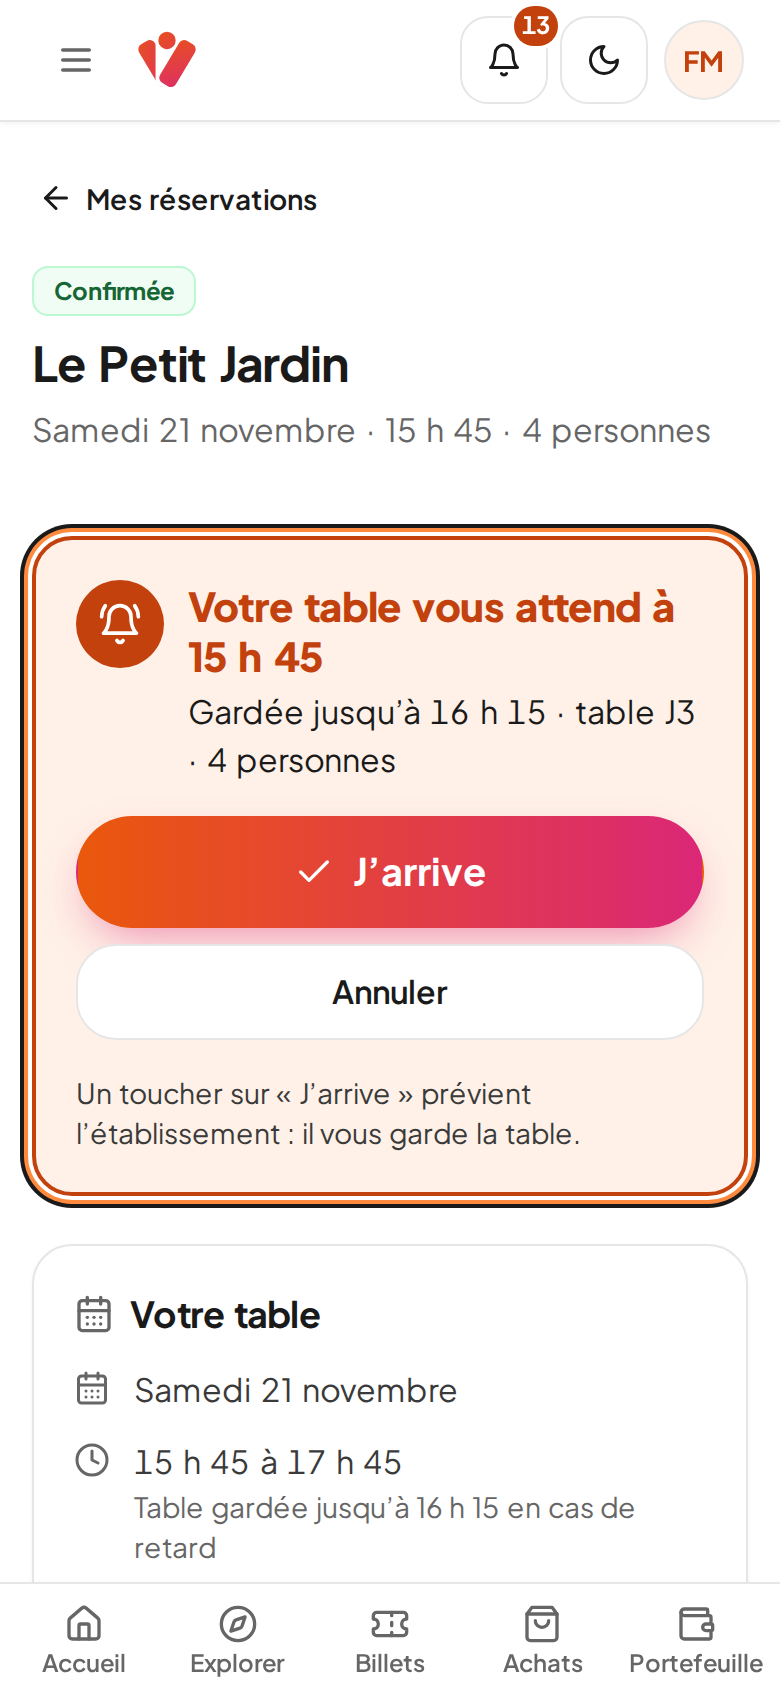 13
FM
Mes réservations
Confirmée
Le Petit Jardin
Samedi 21 novembre · 15 h 45 · 4 personnes
Votre table vous attend à
15 h 45
Gardée jusqu’à 16 h 15 · table J3
· 4 personnes
J’arrive
Annuler
Un toucher sur « J’arrive » prévient
l’établissement : il vous garde la table.
Votre table
Samedi 21 novembre
15 h 45 à 17 h 45
Table gardée jusqu’à 16 h 15 en cas de
retard
Accueil
Explorer
Billets
Achats
Portefeuille